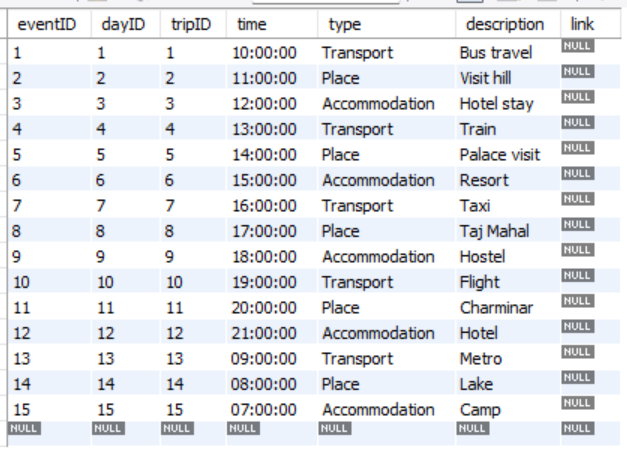 eventID dayID tripID time type description link
1 1 1 10:00:00 Transport Bus travel NULL
2 2 2 11:00:00 Place Visit hill NULL
3 3 3 12:00:00 Accommodation Hotel stay NULL
4 4 4 13:00:00 Transport Train NULL
5 5 5 14:00:00 Place Palace visit NULL
6 6 6 15:00:00 Accommodation Resort NULL
7 7 7 16:00:00 Transport Taxi NULL
8 8 8 17:00:00 Place Taj Mahal NULL
9 9 9 18:00:00 Accommodation Hostel NULL
10 10 10 19:00:00 Transport Flight NULL
11 11 11 20:00:00 Place Charminar NULL
12 12 12 21:00:00 Accommodation Hotel NULL
13 13 13 09:00:00 Transport Metro NULL
14 14 14 08:00:00 Place Lake NULL
15 15 15 07:00:00 Accommodation Camp NULL
NULL NULL NULL NULL NULL NULL NULL